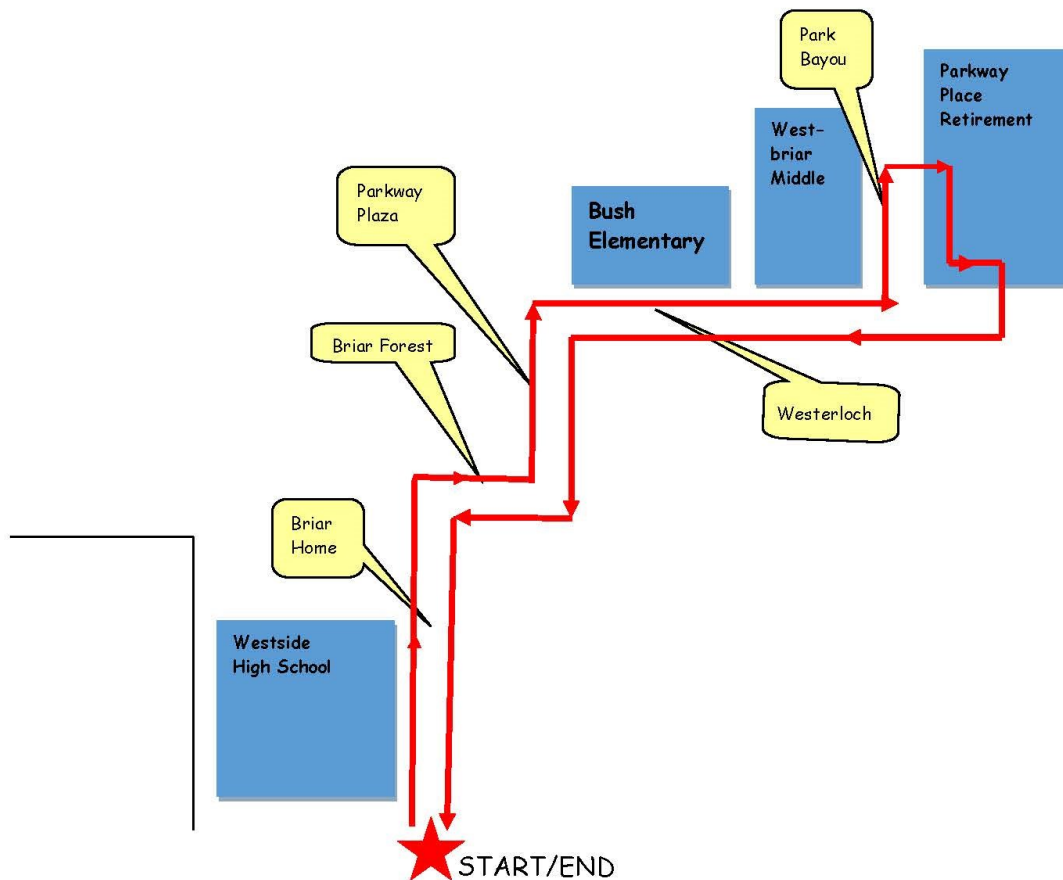 Park
Bayou
Parkway
Place
Retirement
West-
briar
Middle
Parkway
Plaza
Bush
Elementary
Briar Forest
Westerloch
Briar
Home
Westside
High School
START/END